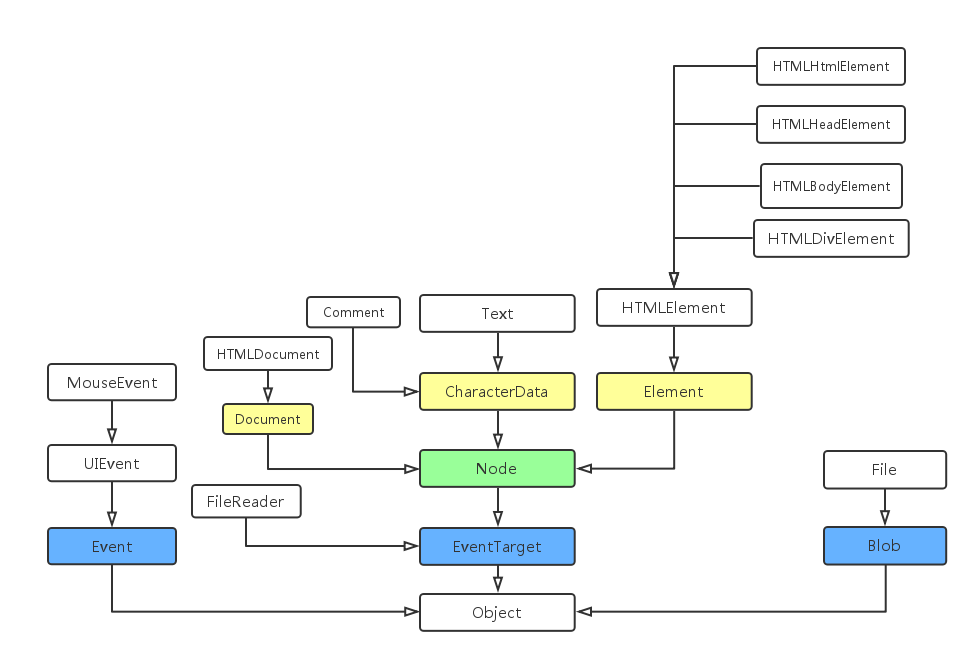 HTMLHtmlElement
HTMLHeadElement
HTMLBodyElement
HTMLDivElement
HTMLElement
Comment
Text
HTMLDocument
MouseEvent
CharacterData
Element
Document
UIEvent
Node
File
FileReader
Event
EventTarget
Blob
Object